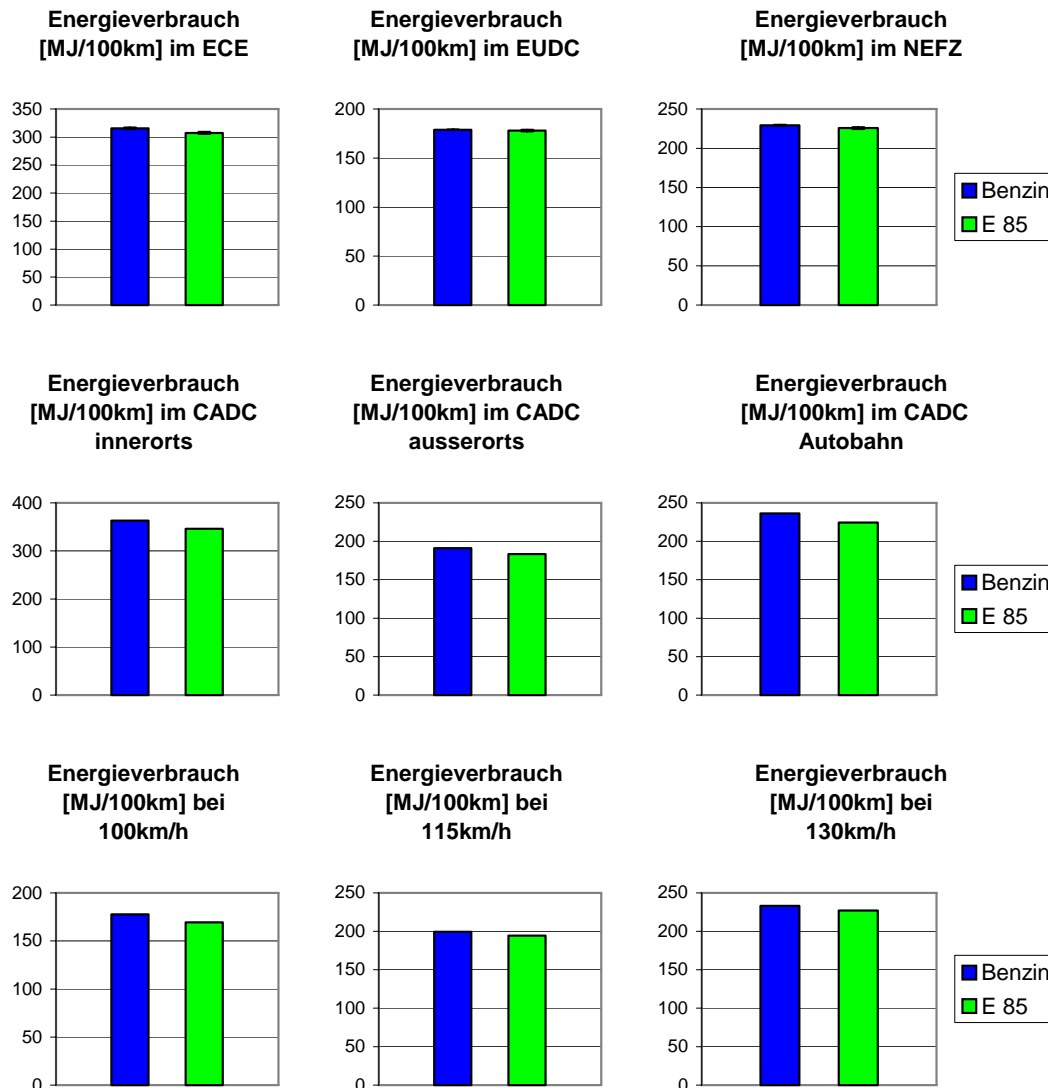 Energieverbrauch
[MJ/100km] im ECE
350
300
250
200
150
100
50
0
Energieverbrauch
[MJ/100km] im EUDC
200
150
100
50
0
Energieverbrauch
[MJ/100km] im NEFZ
250
200
150
100
50
0
Benzin
E 85
Energieverbrauch
[MJ/100km] im CADC
innerorts
400
300
200
100
0
Energieverbrauch
[MJ/100km] im CADC
ausserorts
250
200
150
100
50
0
Energieverbrauch
[MJ/100km] im CADC
Autobahn
250
200
150
100
50
0
Benzin
E 85
Energieverbrauch
[MJ/100km] bei
100km/h
200
150
100
50
0
Energieverbrauch
[MJ/100km] bei
115km/h
250
200
150
100
50
0
Energieverbrauch
[MJ/100km] bei
130km/h
250
200
150
100
50
0
Benzin
E 85